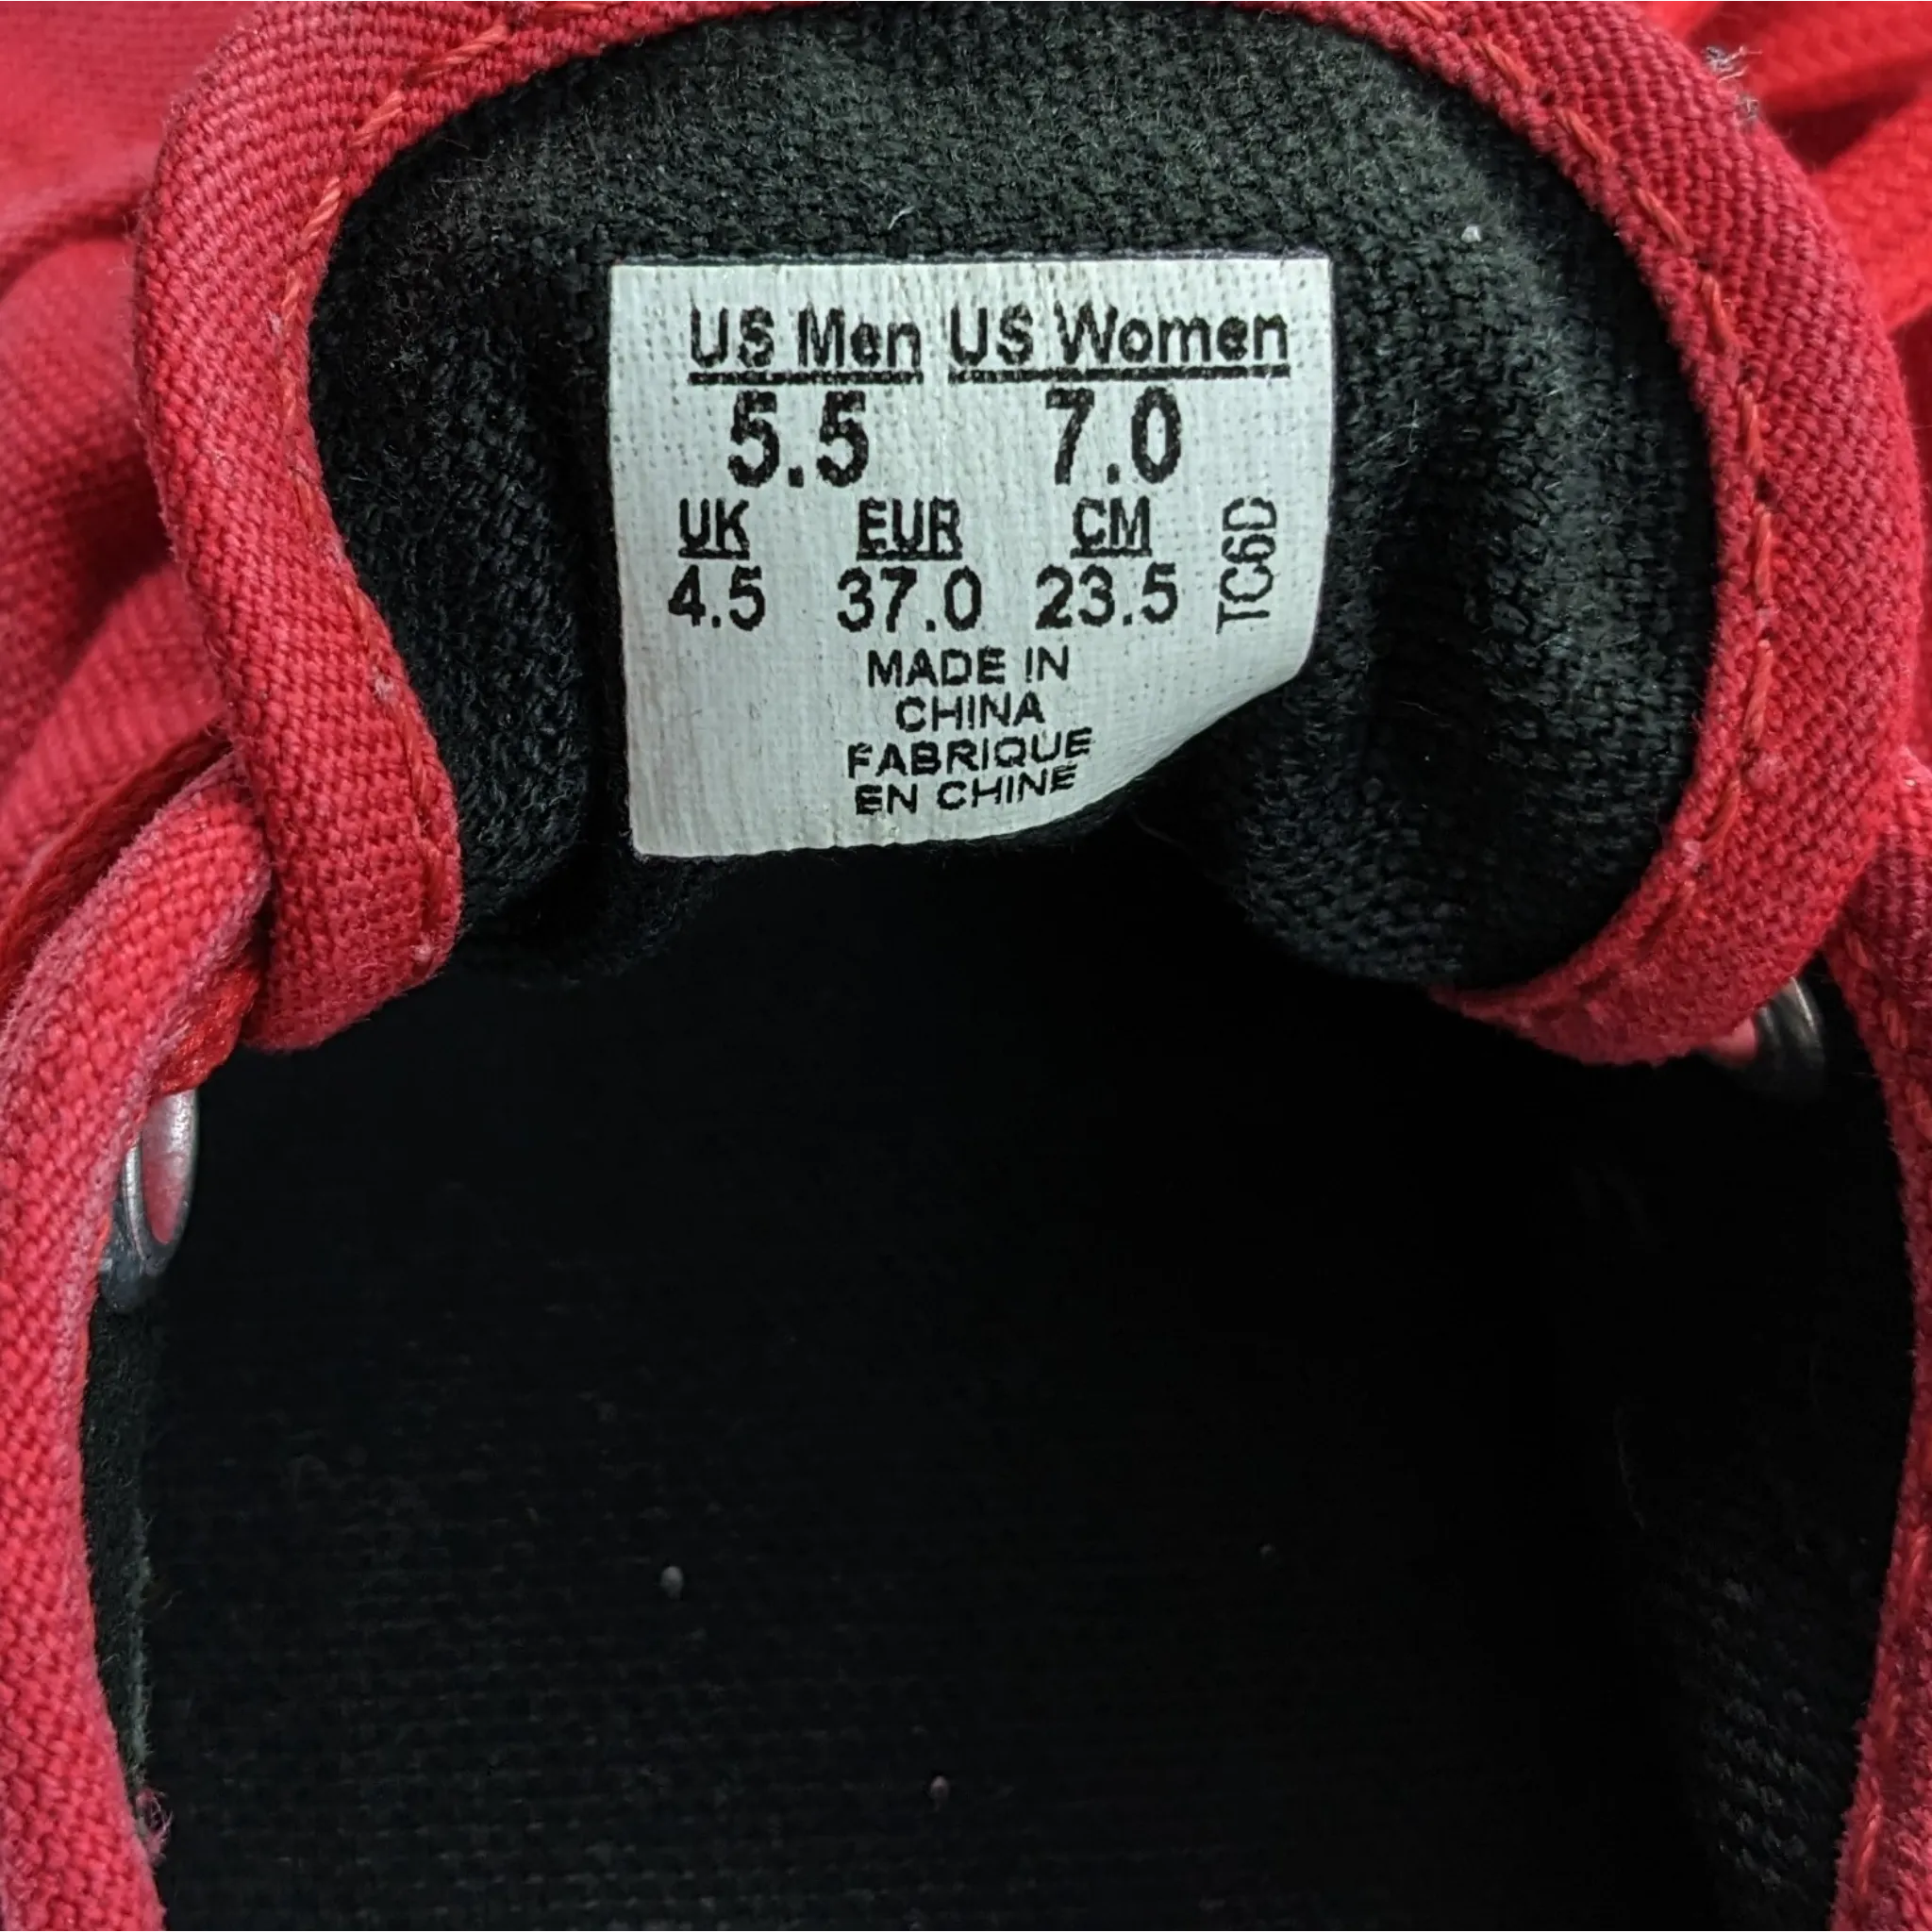 US Men US Women
5.5 7.0
UK EUR CM
4.5 37.0 23.5
TC6D
MADE IN
CHINA
FABRIQUE
EN CHINE